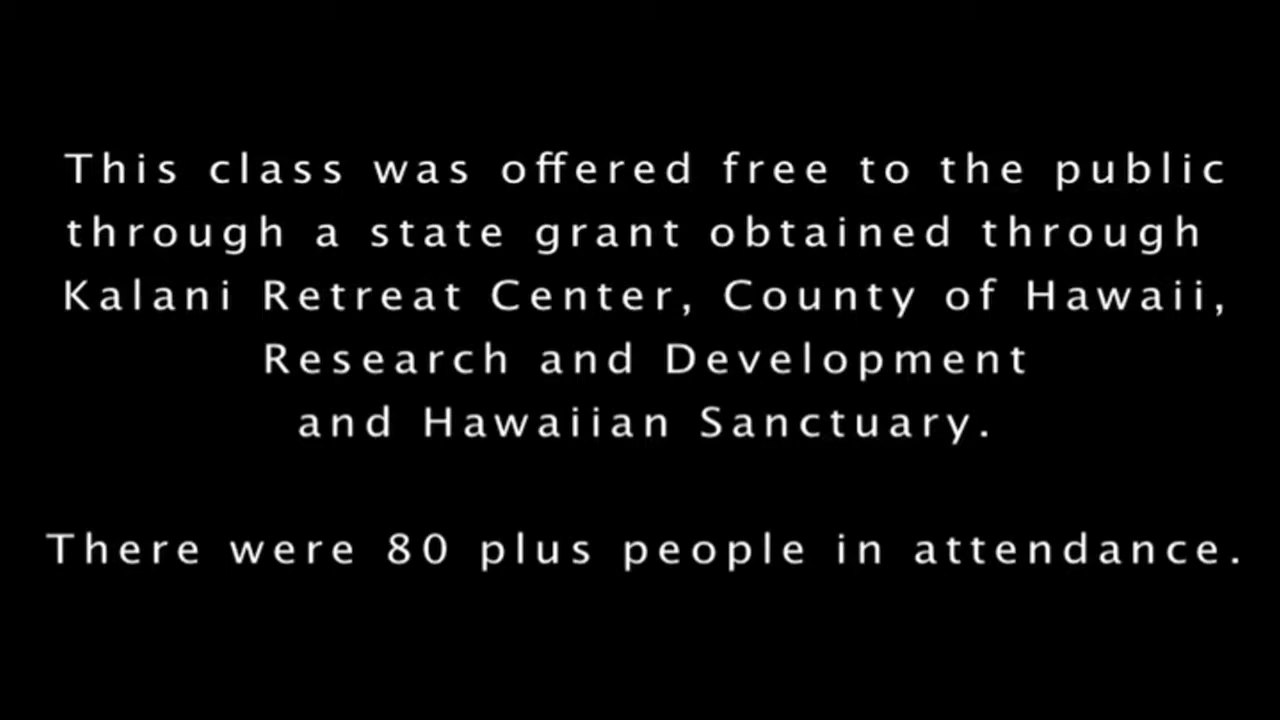 This class was offered free to the public
through a state grant obtained through
Kalani Retreat Center, County of Hawaii,
Research and Development
and Hawaiian Sanctuary.
There were 80 plus people in attendance.